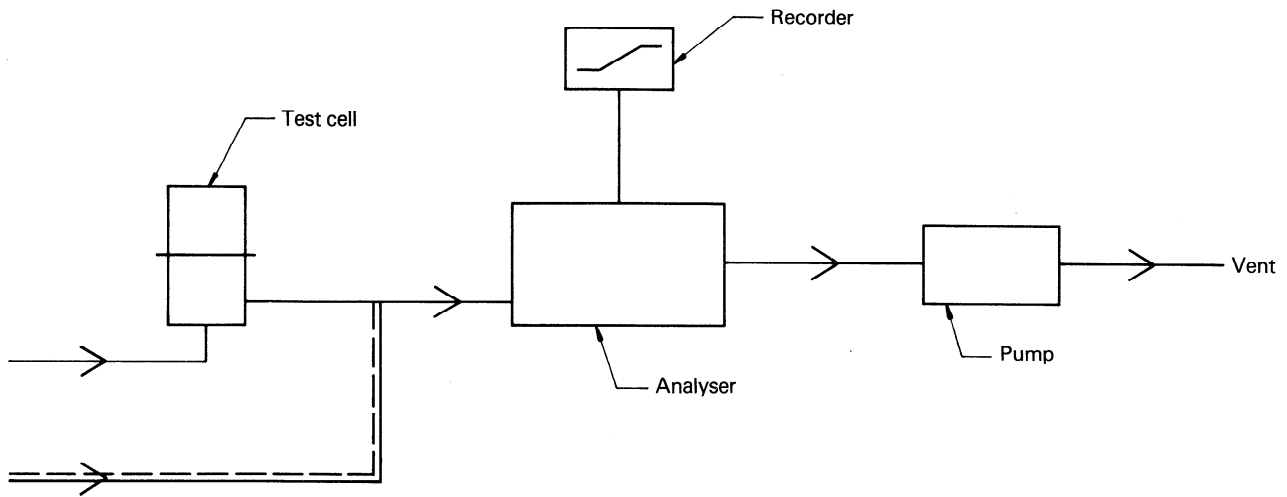 Recorder
Test cell
Vent
Pump
Analyser